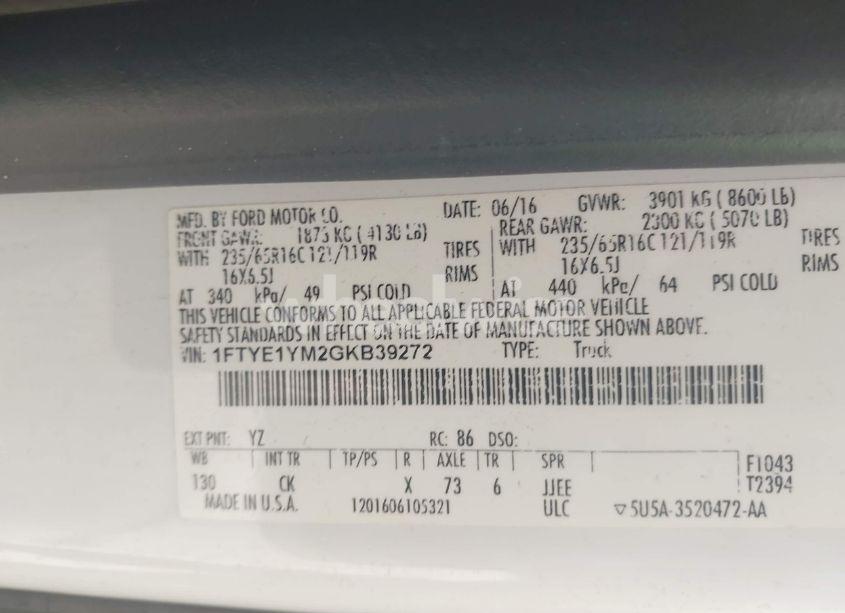 MFD. BY FORD MOTOR CO. DATE: 06/16 GVWR: 3901 KG ( 8600 LB)
FRONT GAWR: 1873 KG ( 4130 LB) REAR GAWR: 2300 KG ( 5070 LB)
WITH 235/65R16C 121/119R TIRES WITH 235/65R16C 121/119R TIRES
16X6.5J RIMS 16X6.5J RIMS
AT 340 kPa/ 49 PSI COLD AT 440 kPa/ 64 PSI COLD
THIS VEHICLE CONFORMS TO ALL APPLICABLE FEDERAL MOTOR VEHICLE
SAFETY STANDARDS IN EFFECT ON THE DATE OF MANUFACTURE SHOWN ABOVE.
VIN: 1FTYE1YM2GKB39272 TYPE: Truck
EXT PNT: YZ RC: 86 DSO:
WB INT TR TP/PS R AXLE TR SPR F1043
130 CK X 73 6 JJEE T2394
MADE IN U.S.A. 1201606105321 ULC ▽5U5A-3520472-AA